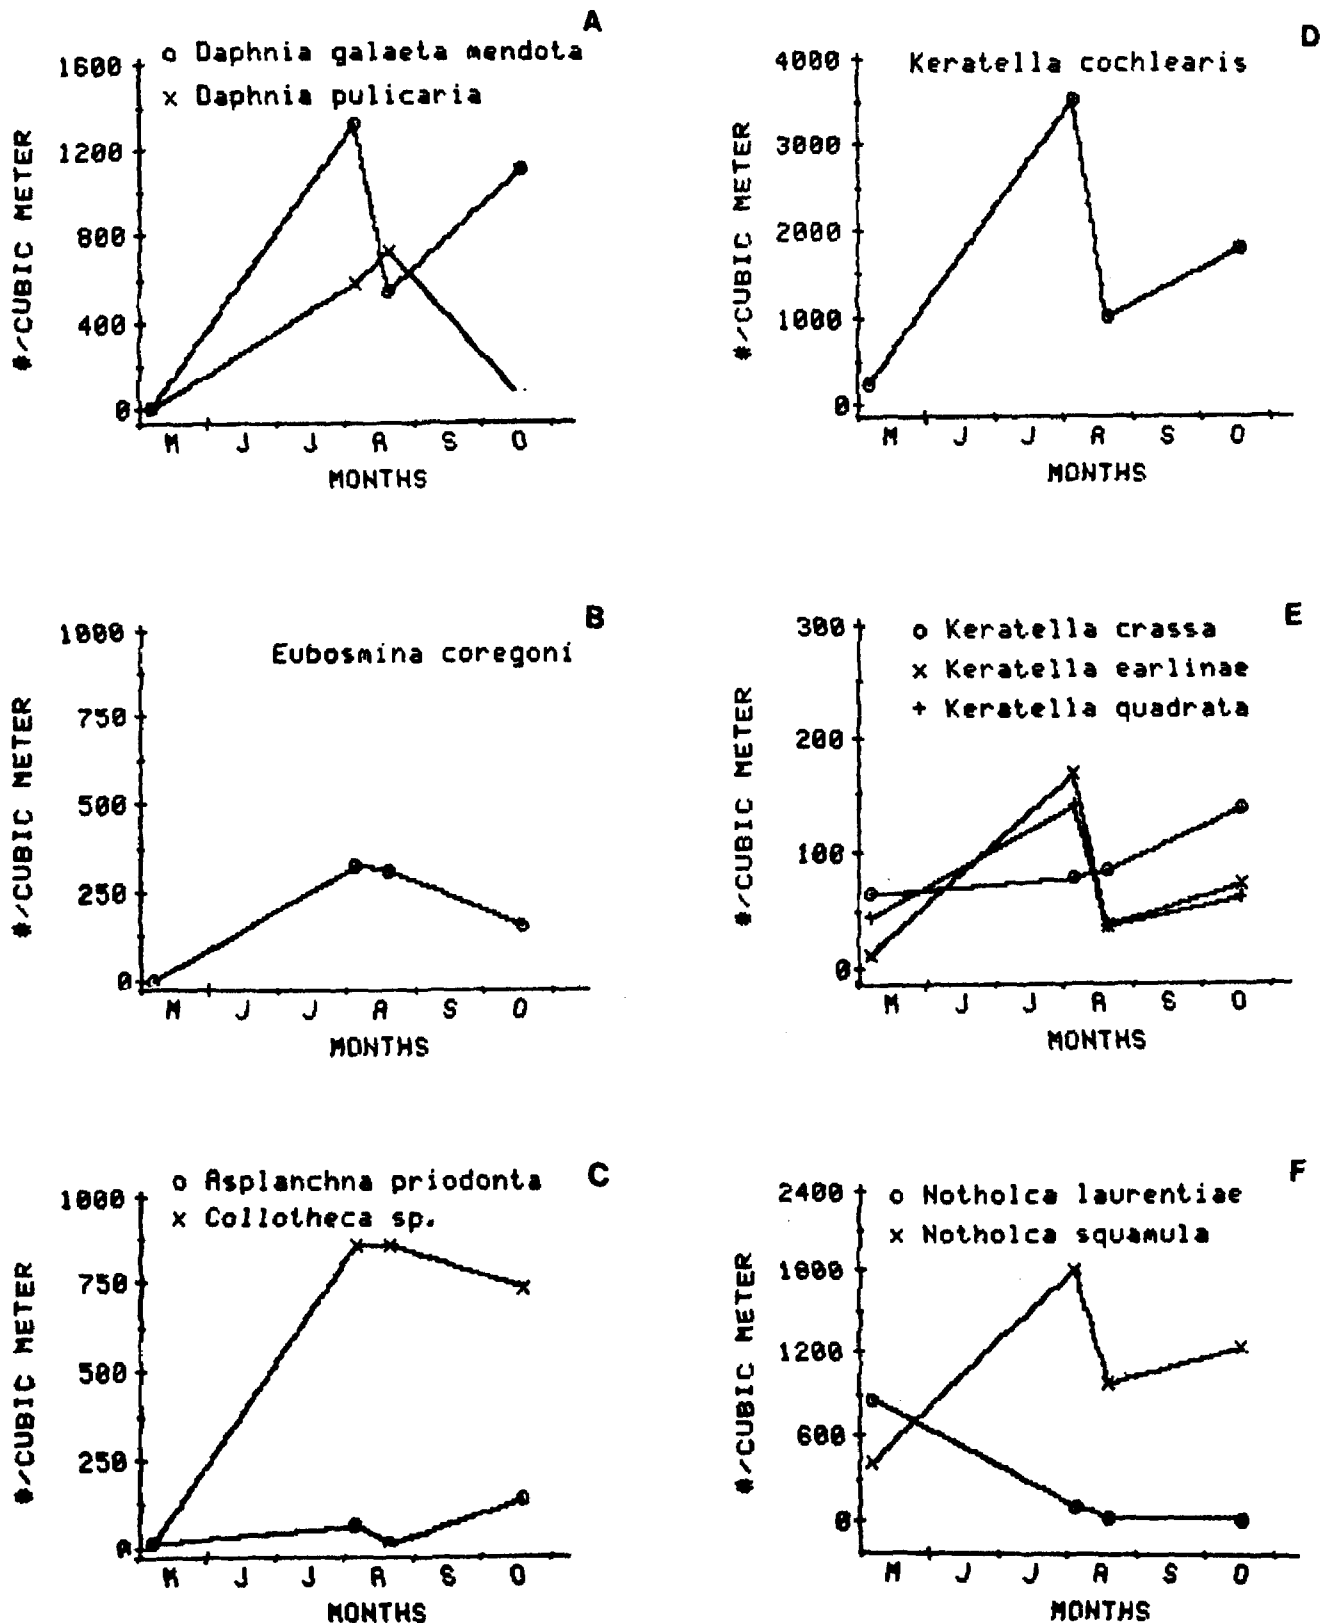 A
o Daphnia galaeta mendota
x Daphnia pulicaria
1600
1200
800
400
0
#/CUBIC METER
M J J A S O
MONTHS
D
Keratella cochlearis
4000
3000
2000
1000
0
#/CUBIC METER
M J J A S O
MONTHS
B
Eubosmina coregoni
1000
750
500
250
0
#/CUBIC METER
M J J A S O
MONTHS
E
o Keratella crassa
x Keratella earlinae
+ Keratella quadrata
300
200
100
0
#/CUBIC METER
M J J A S O
MONTHS
C
o Asplanchna priodonta
x Collotheca sp.
1000
750
500
250
0
#/CUBIC METER
M J J A S O
MONTHS
F
o Notholca laurentiae
x Notholca squamula
2400
1800
1200
600
0
#/CUBIC METER
M J J A S O
MONTHS